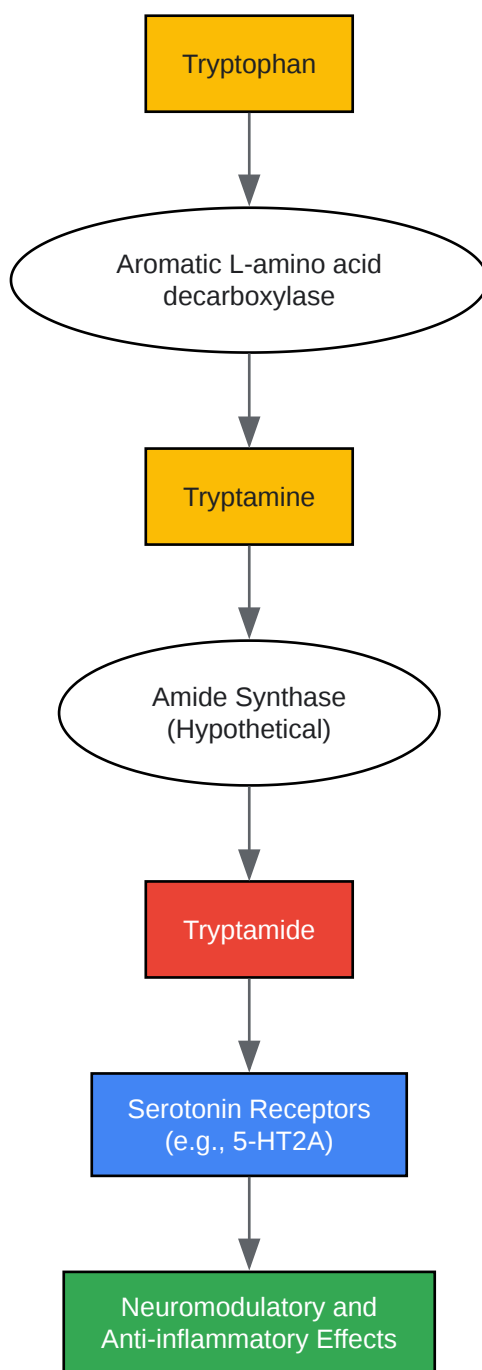 Tryptophan
Aromatic L-amino acid
decarboxylase
Tryptamine
Amide Synthase
(Hypothetical)
Tryptamide
Serotonin Receptors
(e.g., 5-HT2A)
Neuromodulatory and
Anti-inflammatory Effects